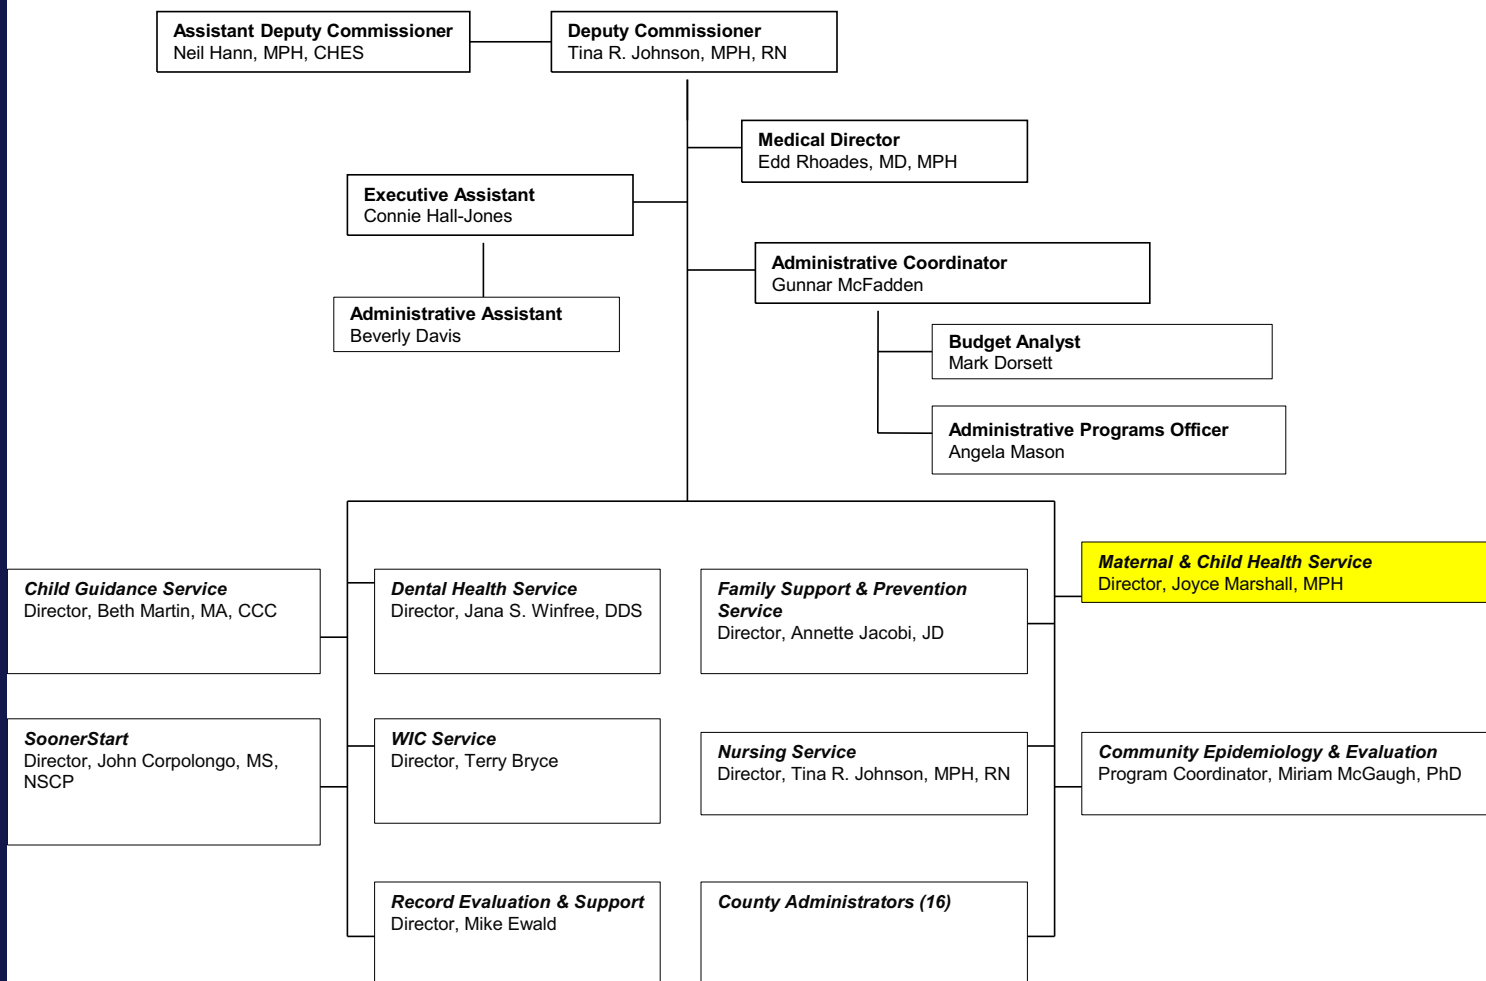 Assistant Deputy Commissioner
Neil Hann, MPH, CHES
Deputy Commissioner
Tina R. Johnson, MPH, RN
Medical Director
Edd Rhoades, MD, MPH
Executive Assistant
Connie Hall-Jones
Administrative Coordinator
Gunnar McFadden
Administrative Assistant
Beverly Davis
Budget Analyst
Mark Dorsett
Administrative Programs Officer
Angela Mason
Child Guidance Service
Director, Beth Martin, MA, CCC
Dental Health Service
Director, Jana S. Winfree, DDS
Family Support & Prevention
Service
Director, Annette Jacobi, JD
Maternal & Child Health Service
Director, Joyce Marshall, MPH
SoonerStart
Director, John Corpolongo, MS,
NSCP
WIC Service
Director, Terry Bryce
Nursing Service
Director, Tina R. Johnson, MPH, RN
Community Epidemiology & Evaluation
Program Coordinator, Miriam McGaugh, PhD
Record Evaluation & Support
Director, Mike Ewald
County Administrators (16)